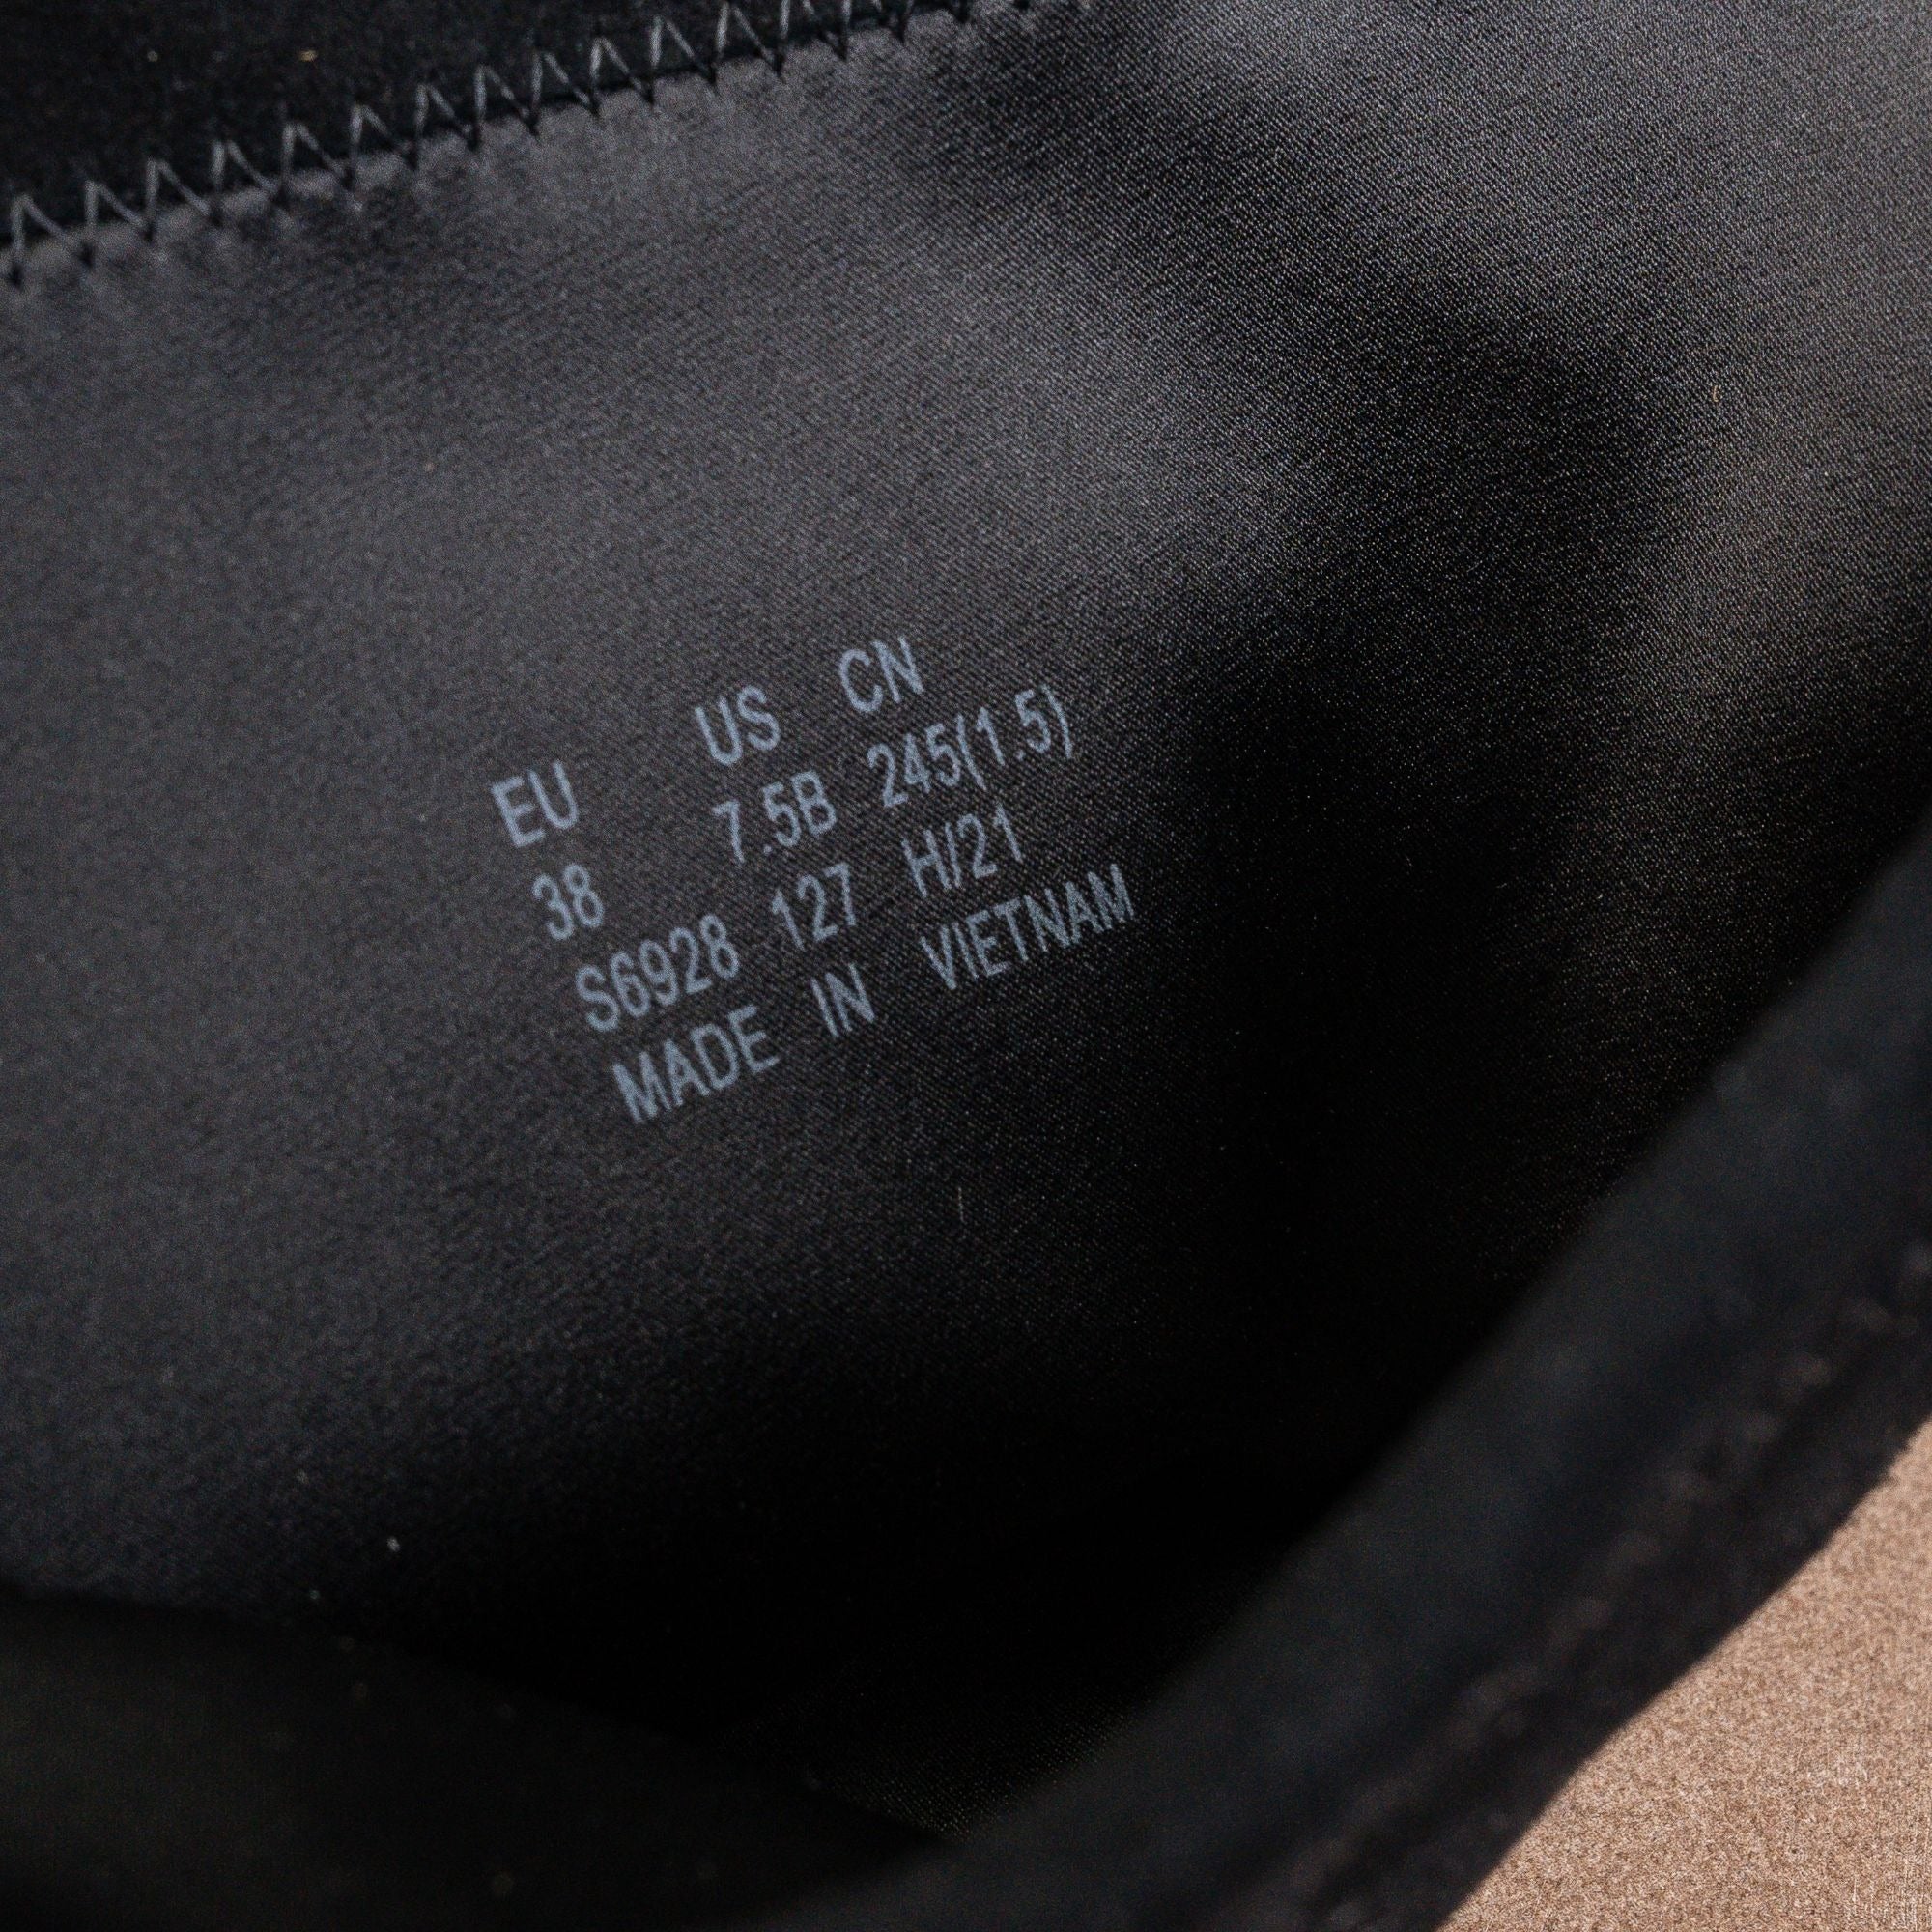 EU US CN
38 7.5B 245(1.5)
S6928 127 H/21
MADE IN VIETNAM